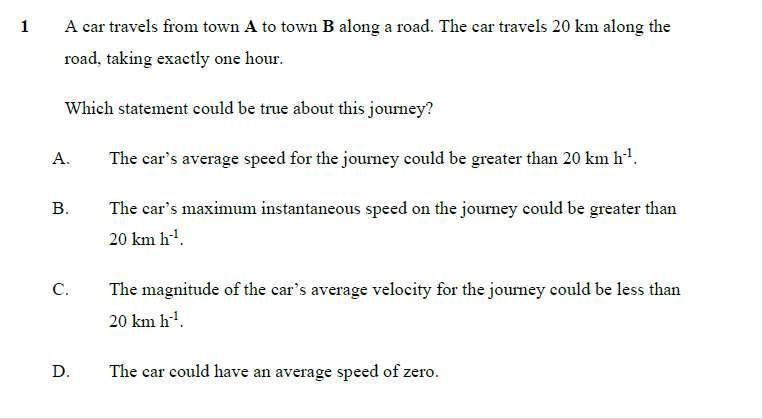 1 A car travels from town A to town B along a road. The car travels 20 km along the
road, taking exactly one hour.
Which statement could be true about this journey?
A. The car’s average speed for the journey could be greater than 20 km h⁻¹.
B. The car’s maximum instantaneous speed on the journey could be greater than
20 km h⁻¹.
C. The magnitude of the car’s average velocity for the journey could be less than
20 km h⁻¹.
D. The car could have an average speed of zero.